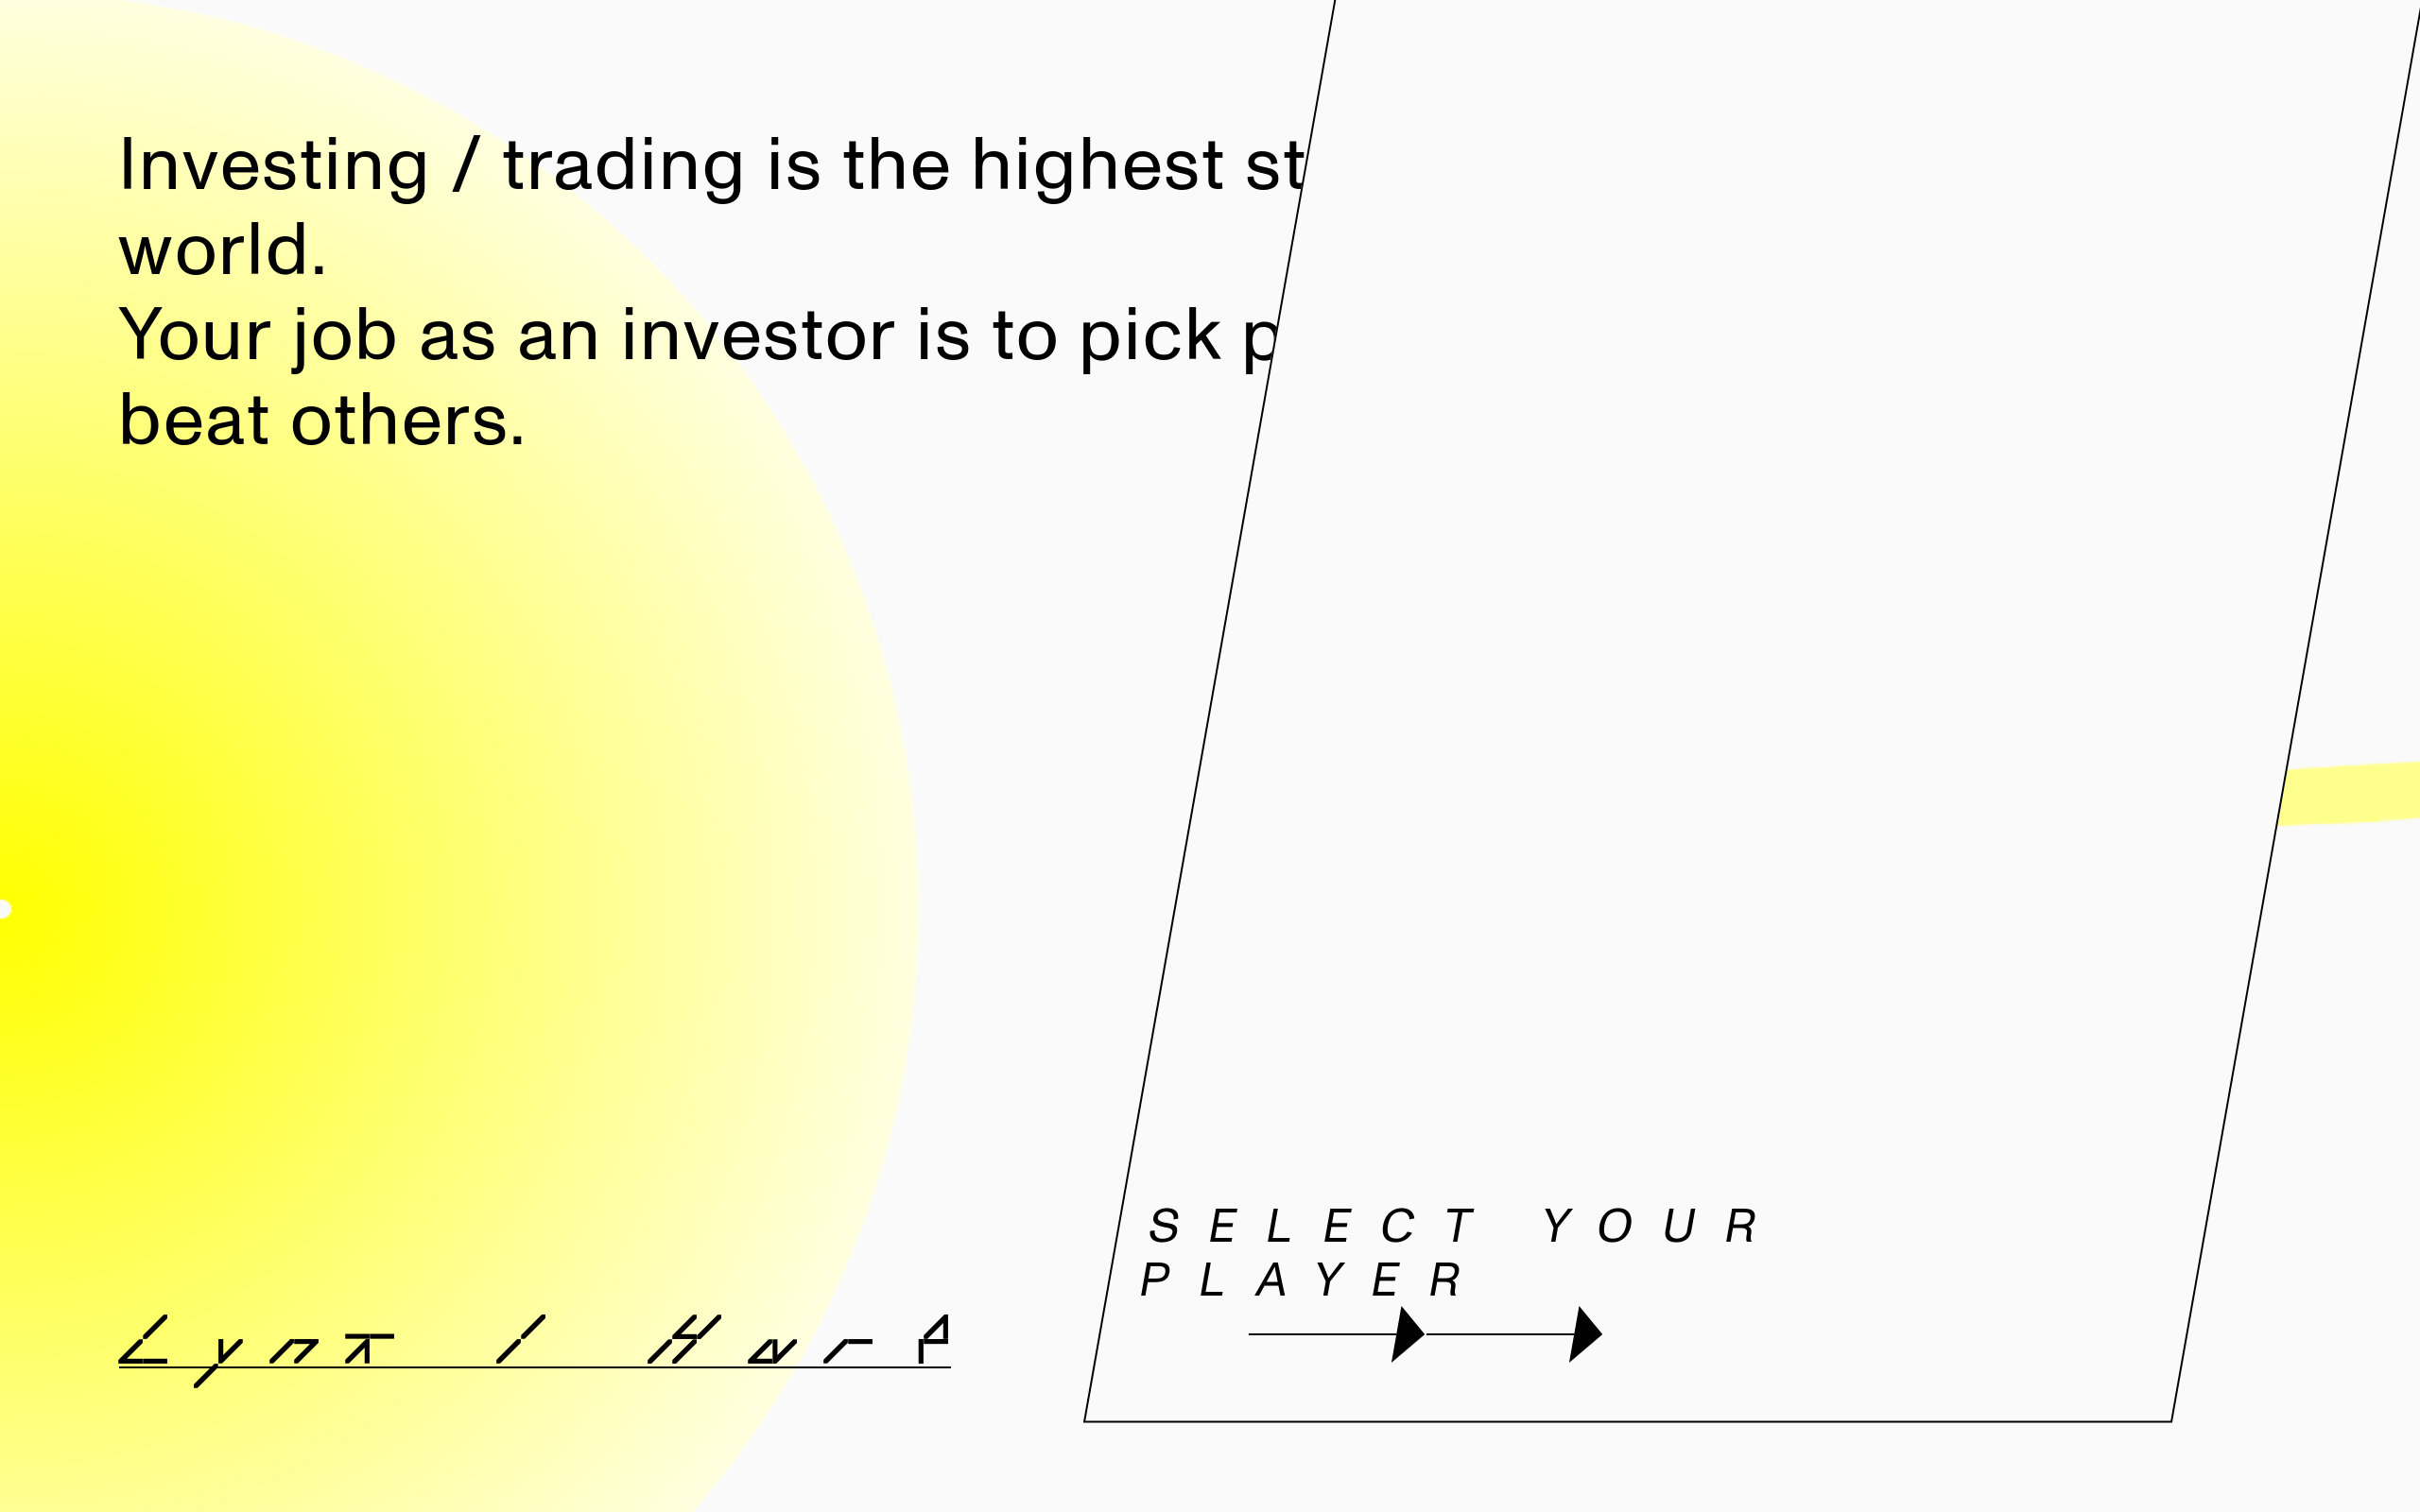 Investing / trading is the highest st
world.
Your job as an investor is to pick p
beat others.
SELECT YOUR
PLAYER